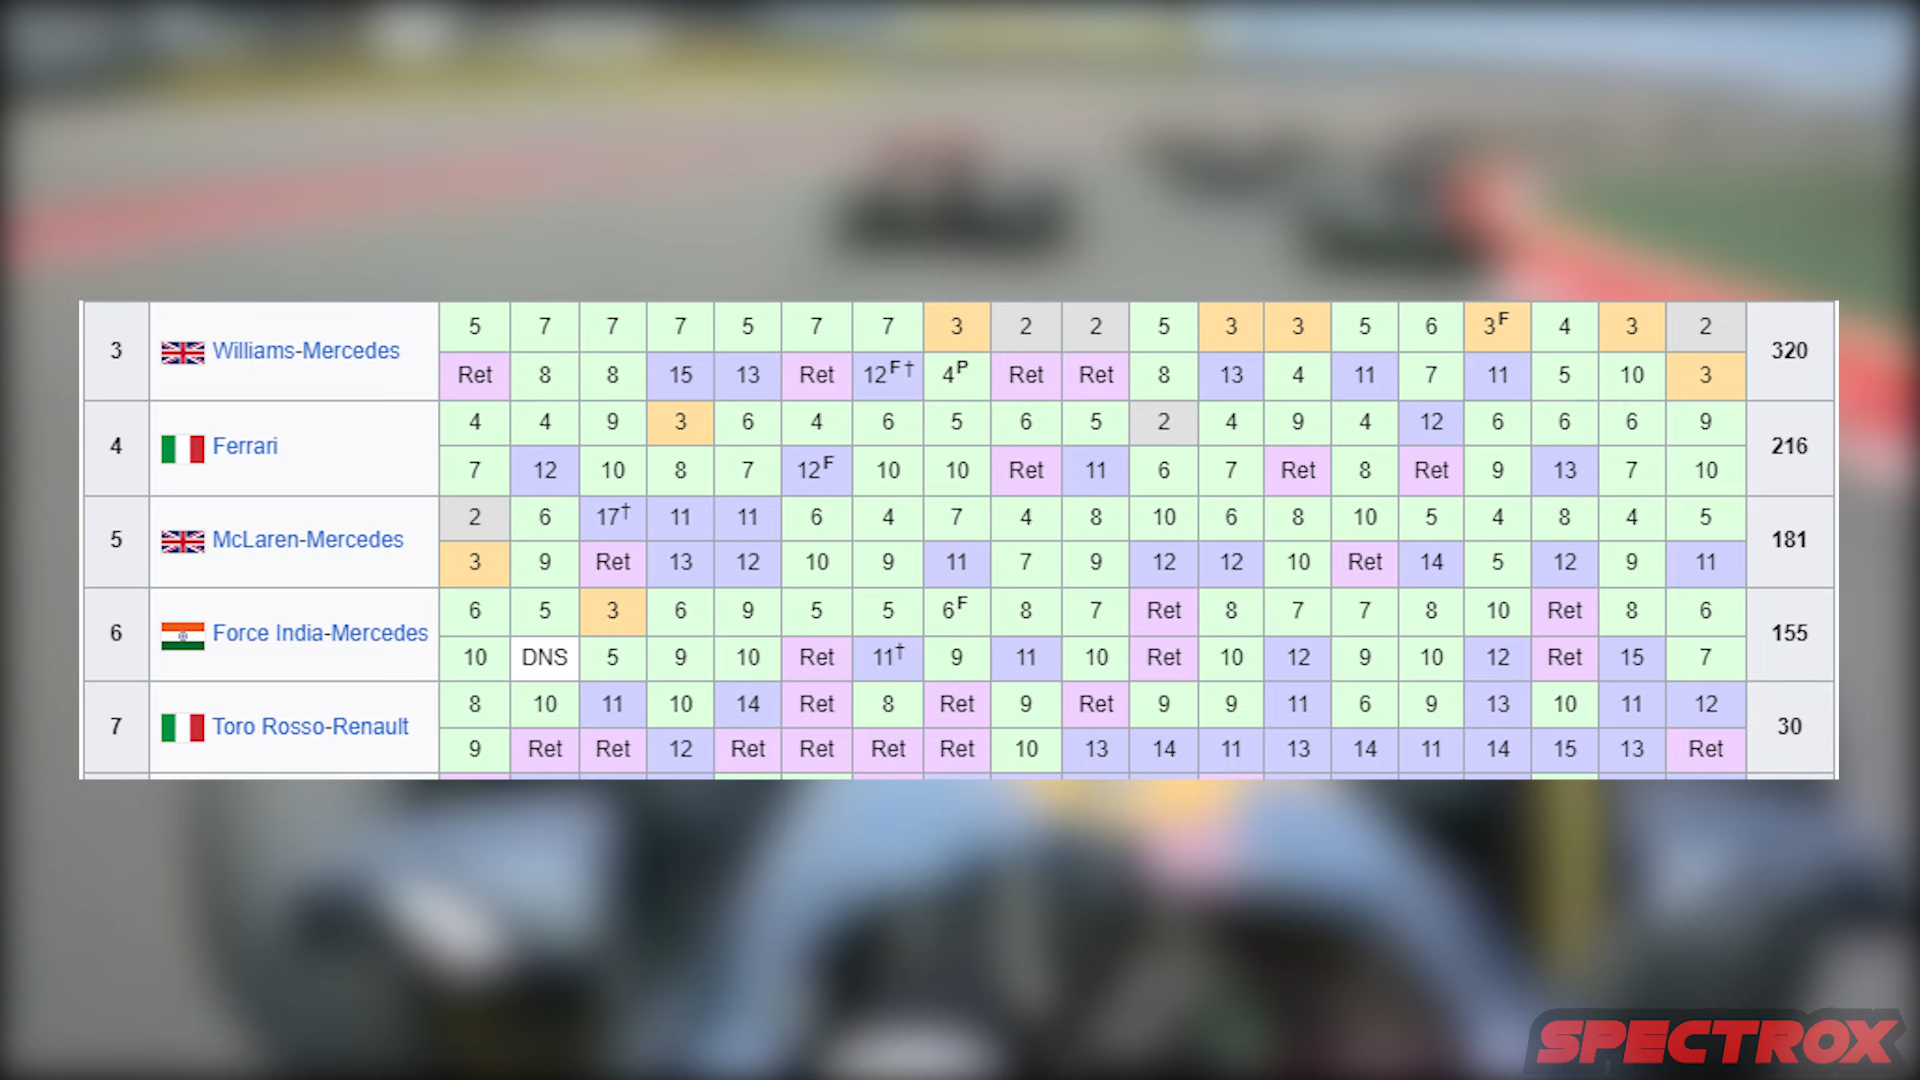 5 7 7 7 5 7 7 3 2 2 5 3 3 5 6 3F 4 3 2
3 Williams-Mercedes 320
Ret 8 8 15 13 Ret 12F† 4P Ret Ret 8 13 4 11 7 11 5 10 3
4 4 9 3 6 4 6 5 6 5 2 4 9 4 12 6 6 6 9
4 Ferrari 216
7 12 10 8 7 12F 10 10 Ret 11 6 7 Ret 8 Ret 9 13 7 10
2 6 17† 11 11 6 4 7 4 8 10 6 8 10 5 4 8 4 5
5 McLaren-Mercedes 181
3 9 Ret 13 12 10 9 11 7 9 12 12 10 Ret 14 5 12 9 11
6 5 3 6 9 5 5 6F 8 7 Ret 8 7 7 8 10 Ret 8 6
6 Force India-Mercedes 155
10 DNS 5 9 10 Ret 11† 9 11 10 Ret 10 12 9 10 12 Ret 15 7
8 10 11 10 14 Ret 8 Ret 9 Ret 9 9 11 6 9 13 10 11 12
7 Toro Rosso-Renault 30
9 Ret Ret 12 Ret Ret Ret Ret 10 13 14 11 13 14 11 14 15 13 Ret
SPECTROX